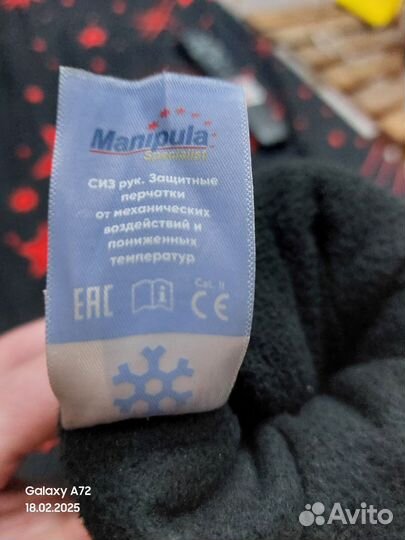 Manipula
Specialist
СИЗ рук. Защитные
перчатки
от механических
воздействий и
пониженных
температур
Cat. II
EAC CE
Galaxy A72
18.02.2025
Avito